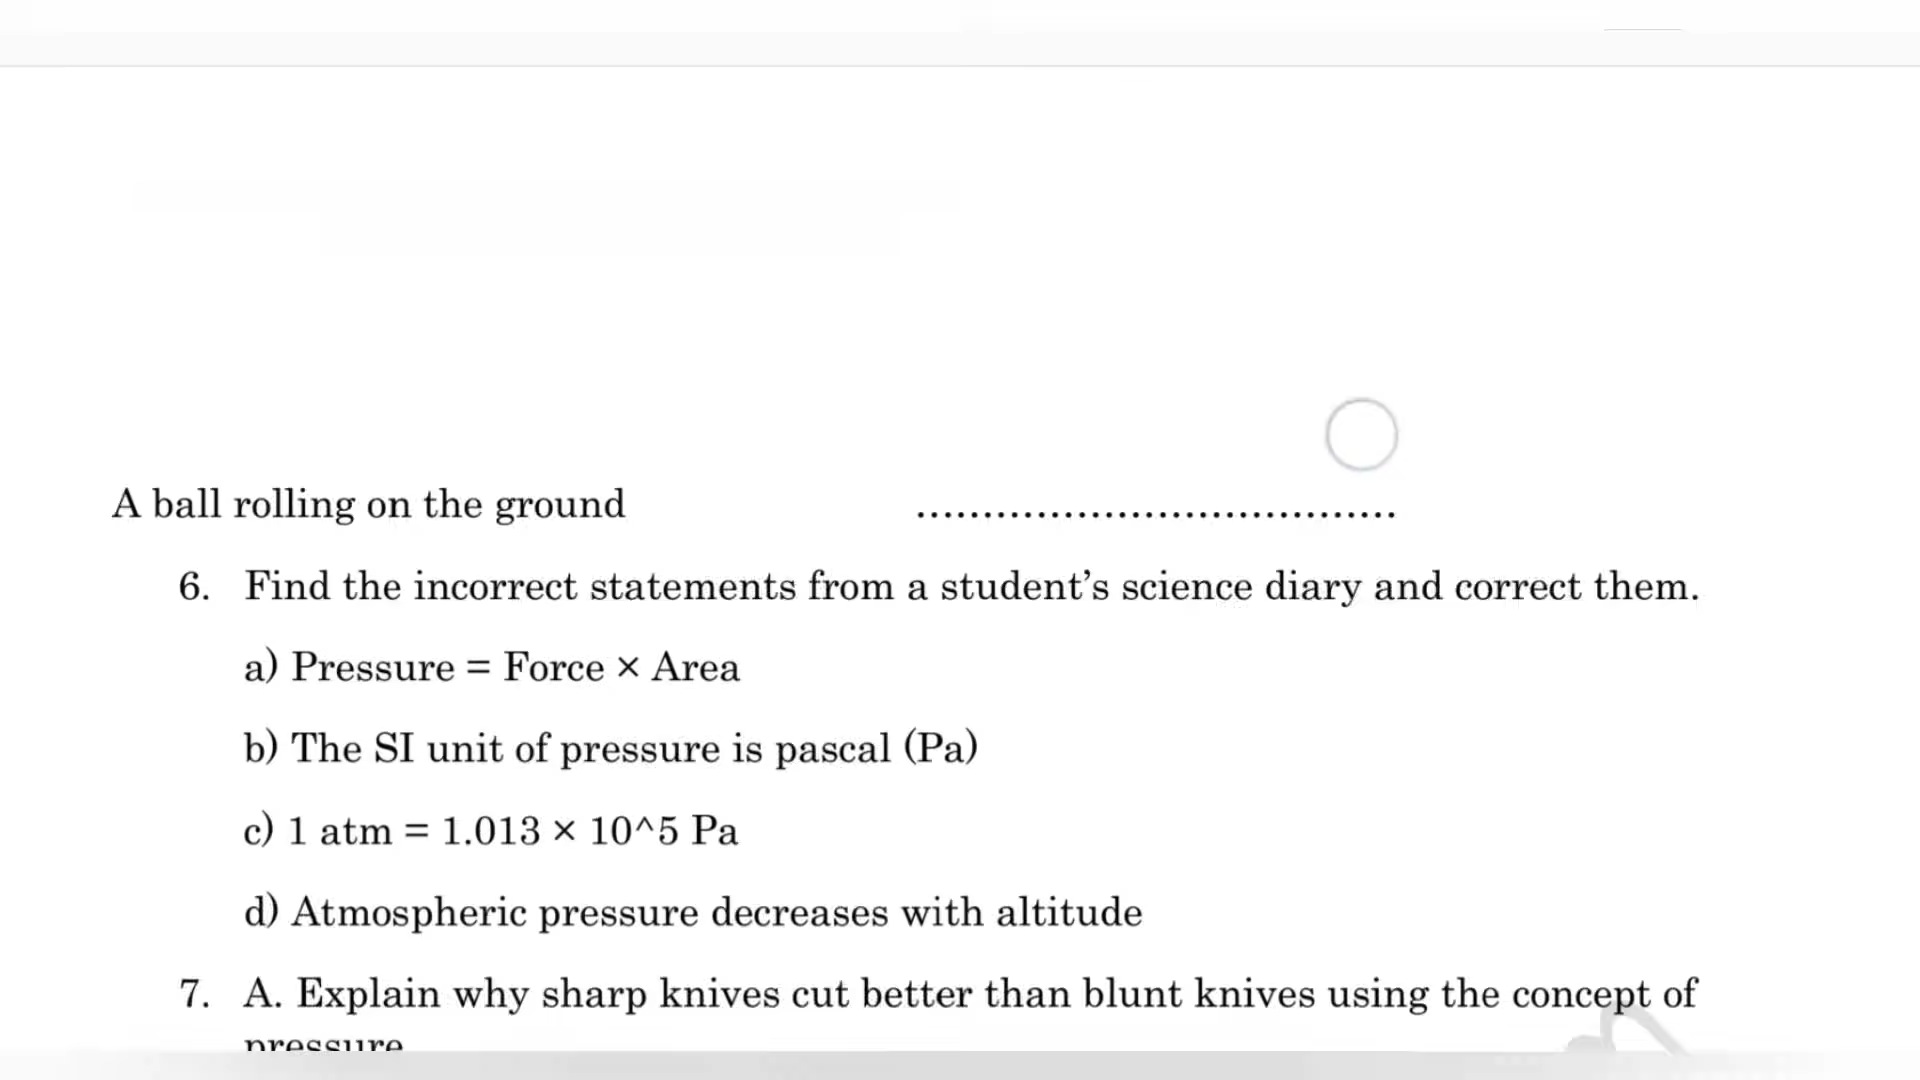 A ball rolling on the ground ....................................
6. Find the incorrect statements from a student’s science diary and correct them.
a) Pressure = Force × Area
b) The SI unit of pressure is pascal (Pa)
c) 1 atm = 1.013 × 10^5 Pa
d) Atmospheric pressure decreases with altitude
7. A. Explain why sharp knives cut better than blunt knives using the concept of
pressure